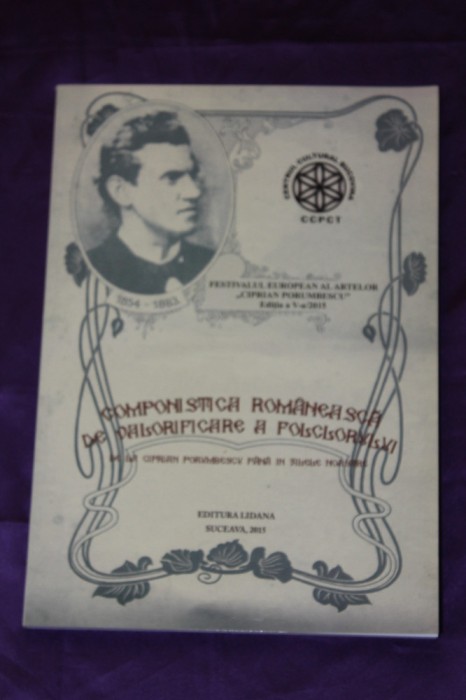 CENTRUL CULTURAL BUCOVINA
CCPCT
1854 - 1883
FESTIVALUL EUROPEAN AL ARTELOR
„CIPRIAN PORUMBESCU”
Ediția a V-a/2015
COMPONISTICA ROMÂNEASCĂ
DE VALORIFICARE A FOLCLORULUI
DE LA CIPRIAN PORUMBESCU PÂNĂ IN ZILELE NOASTRE
EDITURA LIDANA
SUCEAVA, 2015